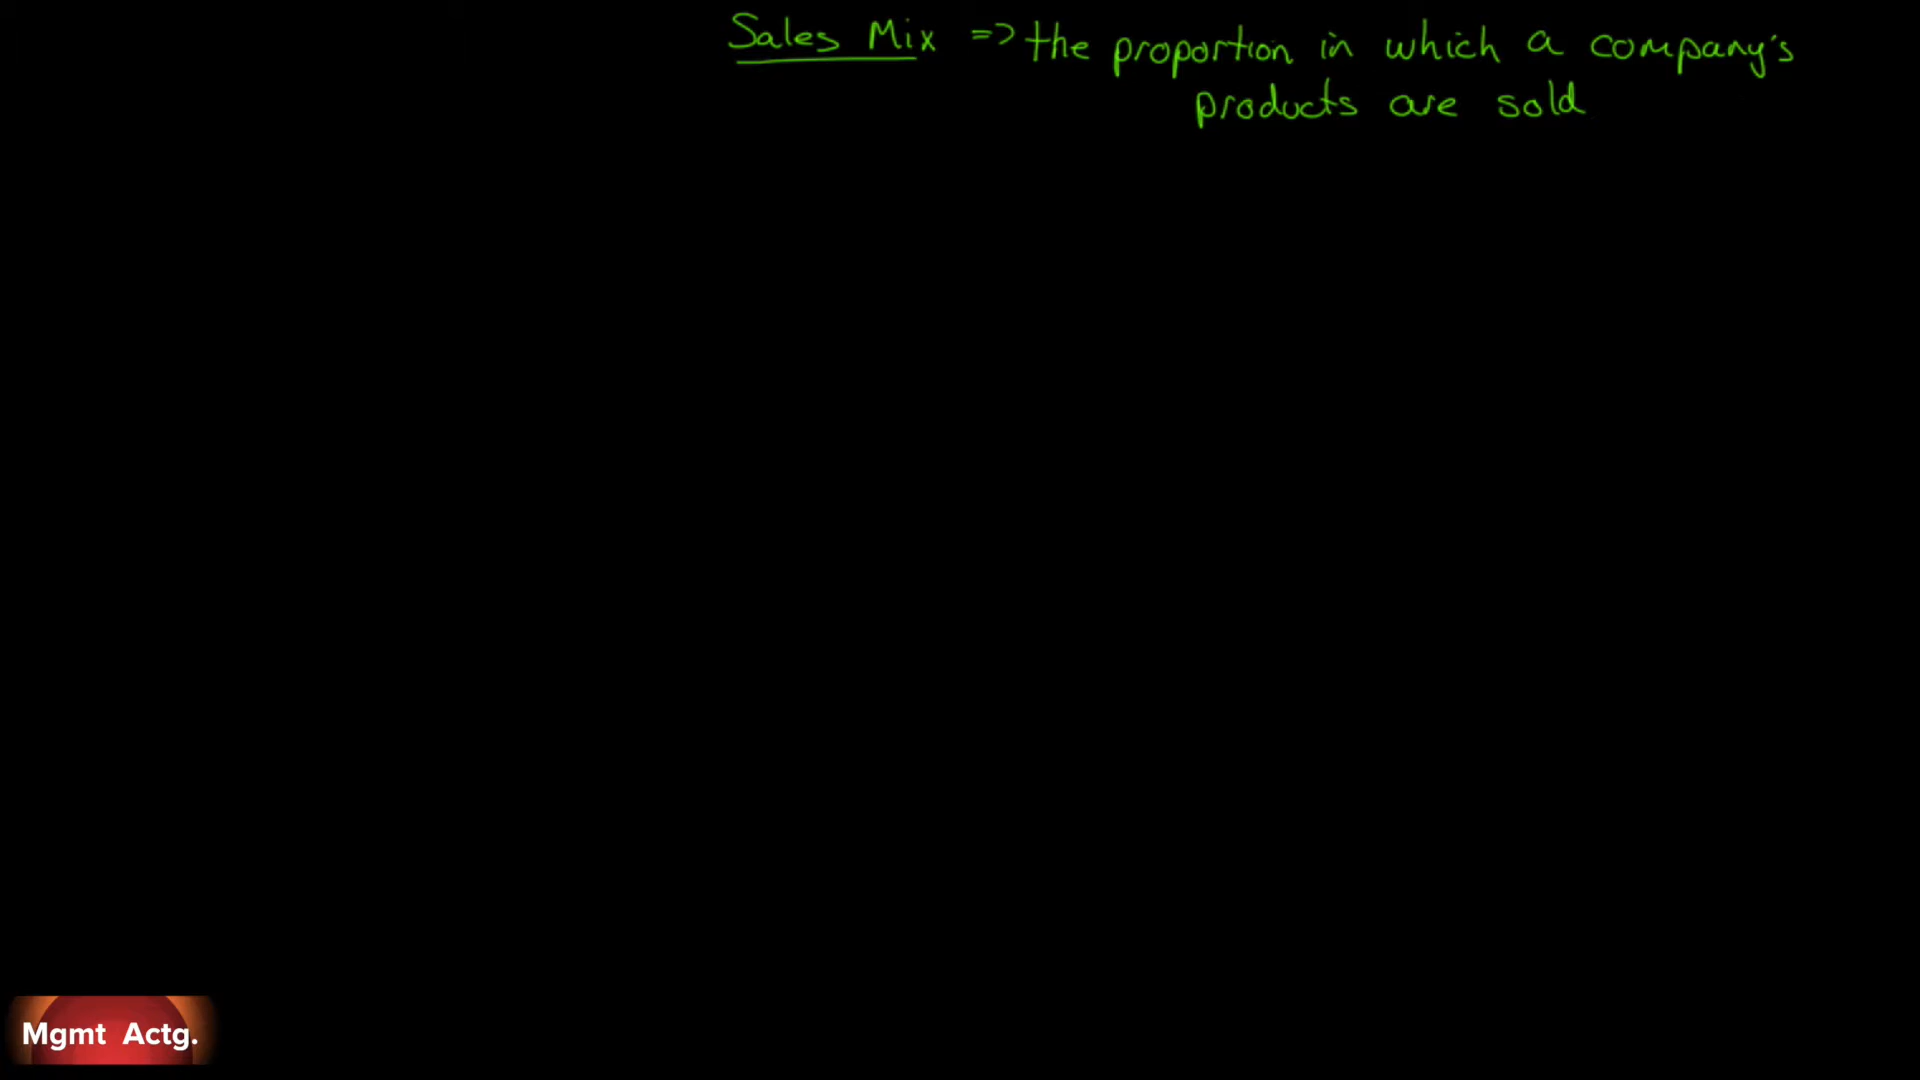 Sales Mix => the proportion in which a company's
products are sold
Mgmt Actg.